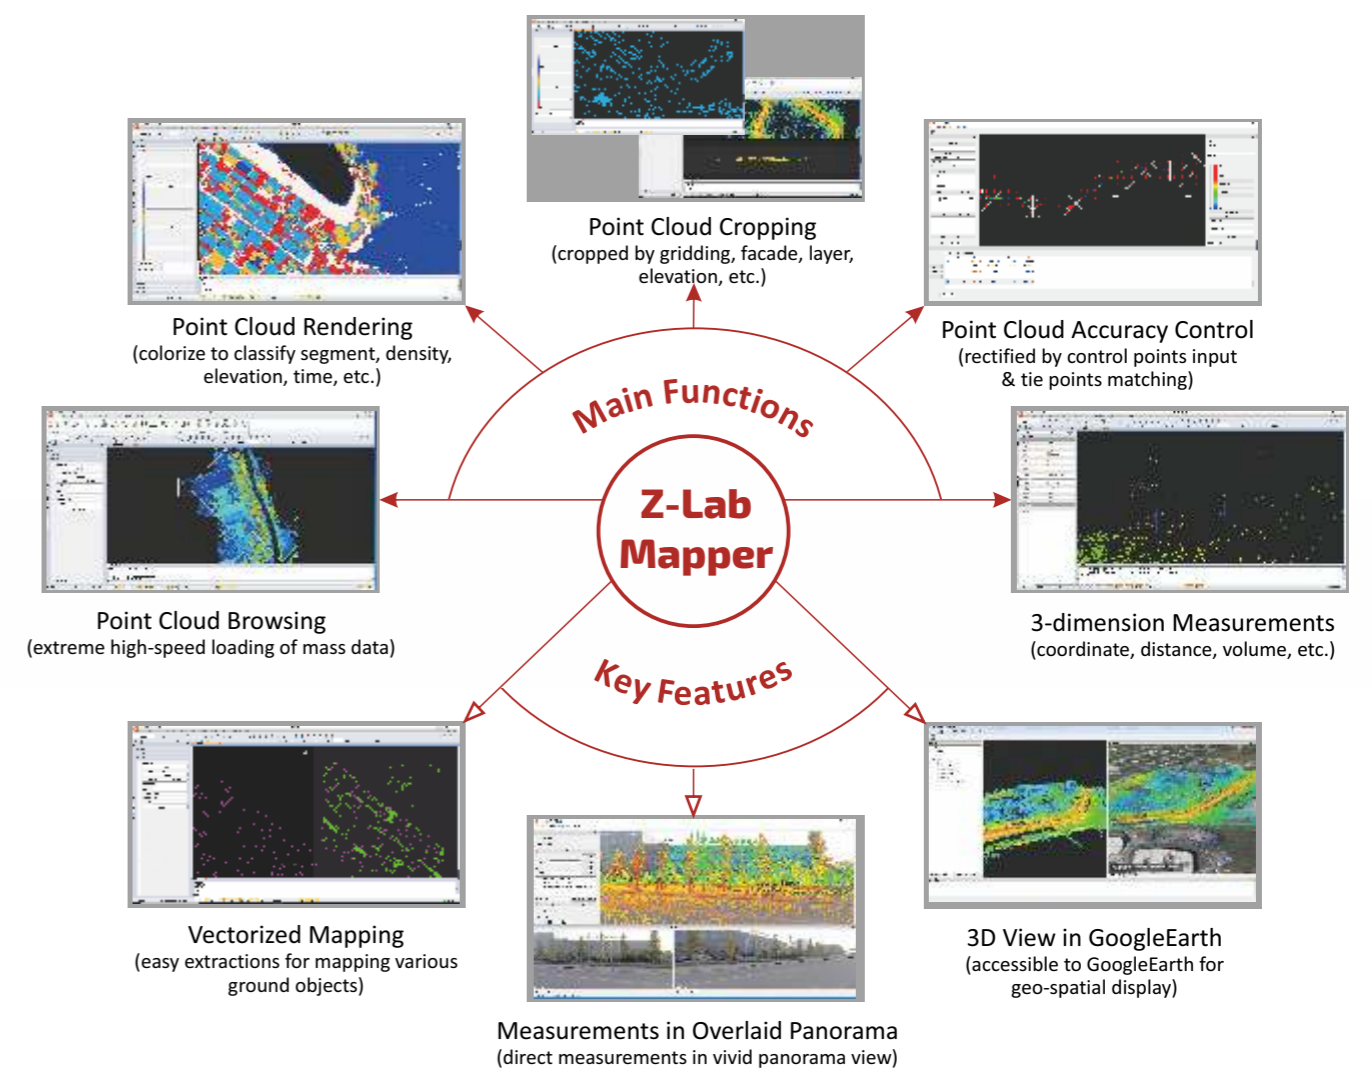 Point Cloud Cropping
(cropped by gridding, facade, layer,
elevation, etc.)
Point Cloud Rendering
(colorize to classify segment, density,
elevation, time, etc.)
Point Cloud Accuracy Control
(rectified by control points input
& tie points matching)
Main Functions
Z-Lab
Mapper
Point Cloud Browsing
(extreme high-speed loading of mass data)
3-dimension Measurements
(coordinate, distance, volume, etc.)
Key Features
Vectorized Mapping
(easy extractions for mapping various
ground objects)
3D View in GoogleEarth
(accessible to GoogleEarth for
geo-spatial display)
Measurements in Overlaid Panorama
(direct measurements in vivid panorama view)